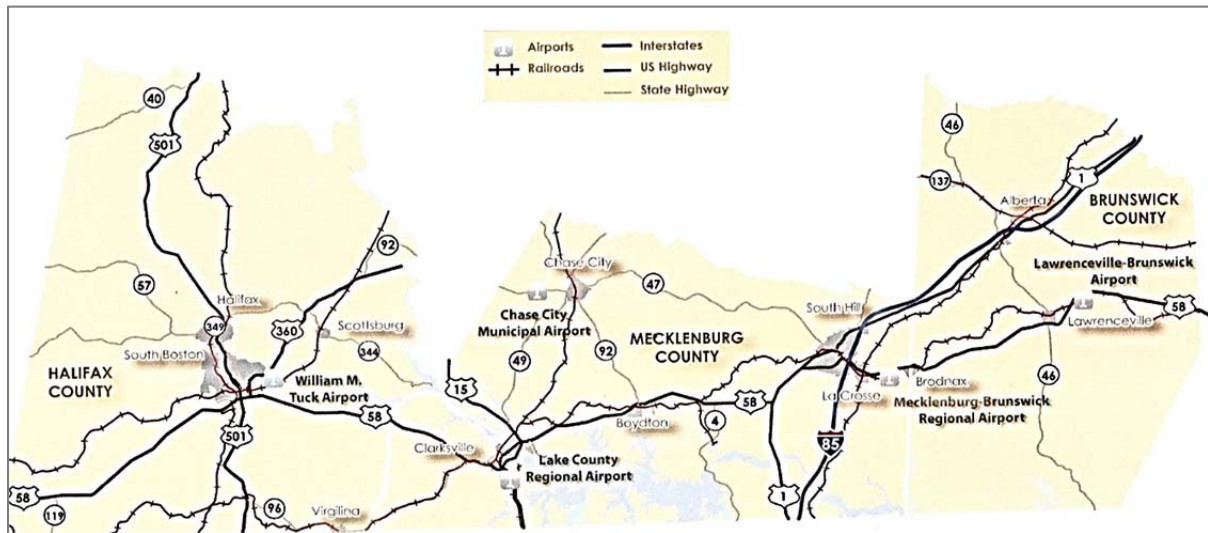 Airports
Interstates
Railroads
US Highway
State Highway
40
501
46
137
1
Alberta
BRUNSWICK
COUNTY
92
57
Halifax
349
360
Scottsburg
344
South Boston
HALIFAX
COUNTY
William M.
Tuck Airport
58
501
58
119
96
Virgilina
Chase City
47
Chase City
Municipal Airport
49
92
15
MECKLENBURG
COUNTY
South Hill
58
Boydton
4
Clarksville
Lake County
Regional Airport
La Crosse
85
1
Brodnax
Mecklenburg-Brunswick
Regional Airport
Lawrenceville-Brunswick
Airport
58
Lawrenceville
46